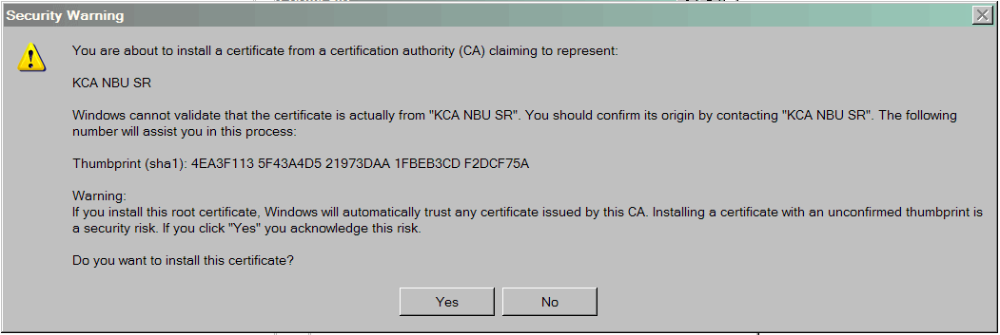 Security Warning
You are about to install a certificate from a certification authority (CA) claiming to represent:
KCA NBU SR
Windows cannot validate that the certificate is actually from "KCA NBU SR". You should confirm its origin by contacting "KCA NBU SR". The following
number will assist you in this process:
Thumbprint (sha1): 4EA3F113 5F43A4D5 21973DAA 1FBEB3CD F2DCF75A
Warning:
If you install this root certificate, Windows will automatically trust any certificate issued by this CA. Installing a certificate with an unconfirmed thumbprint is
a security risk. If you click "Yes" you acknowledge this risk.
Do you want to install this certificate?
Yes
No